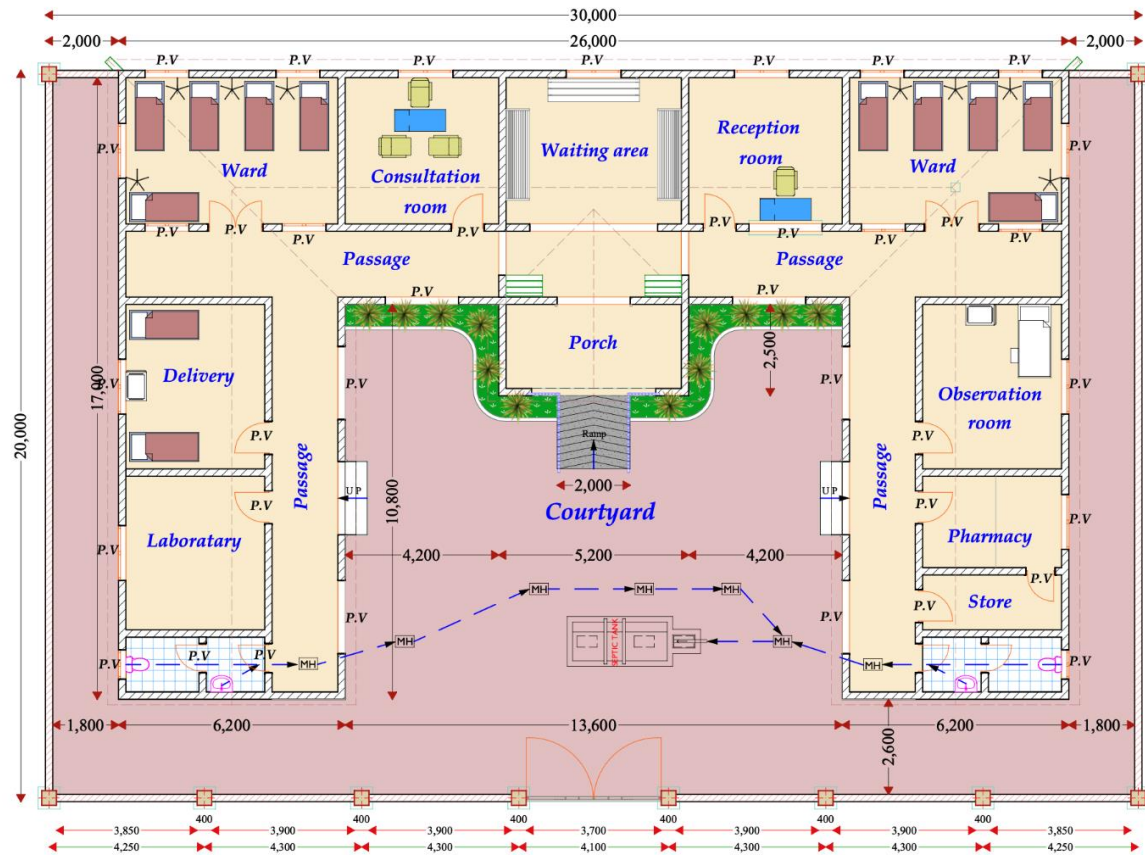 30,000
2,000
26,000
2,000
P.V
P.V
P.V
P.V
P.V
P.V
P.V
P.V
P.V
Ward
Consultation
room
Waiting area
Reception
room
Ward
P.V
P.V
P.V
P.V
P.V
P.V
P.V
P.V
P.V
Passage
Passage
P.V
P.V
20,000
17,000
Porch
2,500
Delivery
P.V
P.V
P.V
P.V
Observation
room
P.V
P.V
Ramp
Passage
Passage
P.V
P.V
UP
UP
2,000
10,800
Courtyard
P.V
Laboratary
P.V
Pharmacy
4,200
5,200
4,200
P.V
P.V
P.V
MH
MH
MH
Store
P.V
P.V
SEPTIC TANK
MH
MH
P.V
P.V
P.V
MH
MH
P.V
1,800
6,200
13,600
6,200
1,800
2,600
400
400
400
400
400
400
3,850
3,900
3,900
3,700
3,900
3,900
3,850
4,250
4,300
4,300
4,100
4,300
4,300
4,250